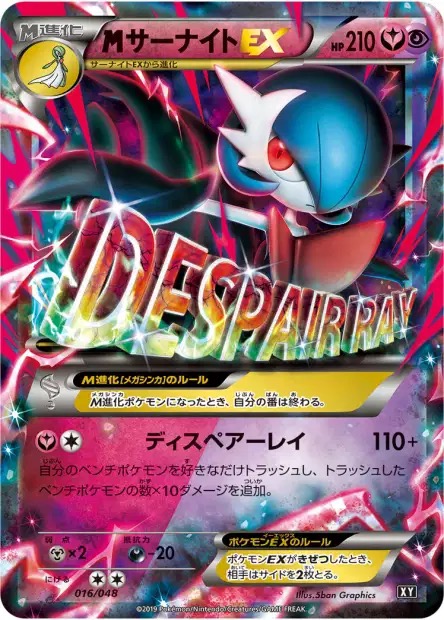 M進化
MサーナイトEX
HP210
サーナイトEXから進化
DESPAIR RAY
M進化[メガシンカ]のルール
M進化ポケモンになったとき、自分の番は終わる。
ディスペアーレイ 110+
自分のベンチポケモンを好きなだけトラッシュし、トラッシュした
ベンチポケモンの数×10ダメージを追加。
弱点 抵抗力
×2 -20
にげる
ポケモンEXのルール
ポケモンEXがきぜつしたとき、
相手はサイドを2枚とる。
016/048
Illus.5ban Graphics
XY
©2019 Pokémon/Nintendo/Creatures/GAME FREAK.